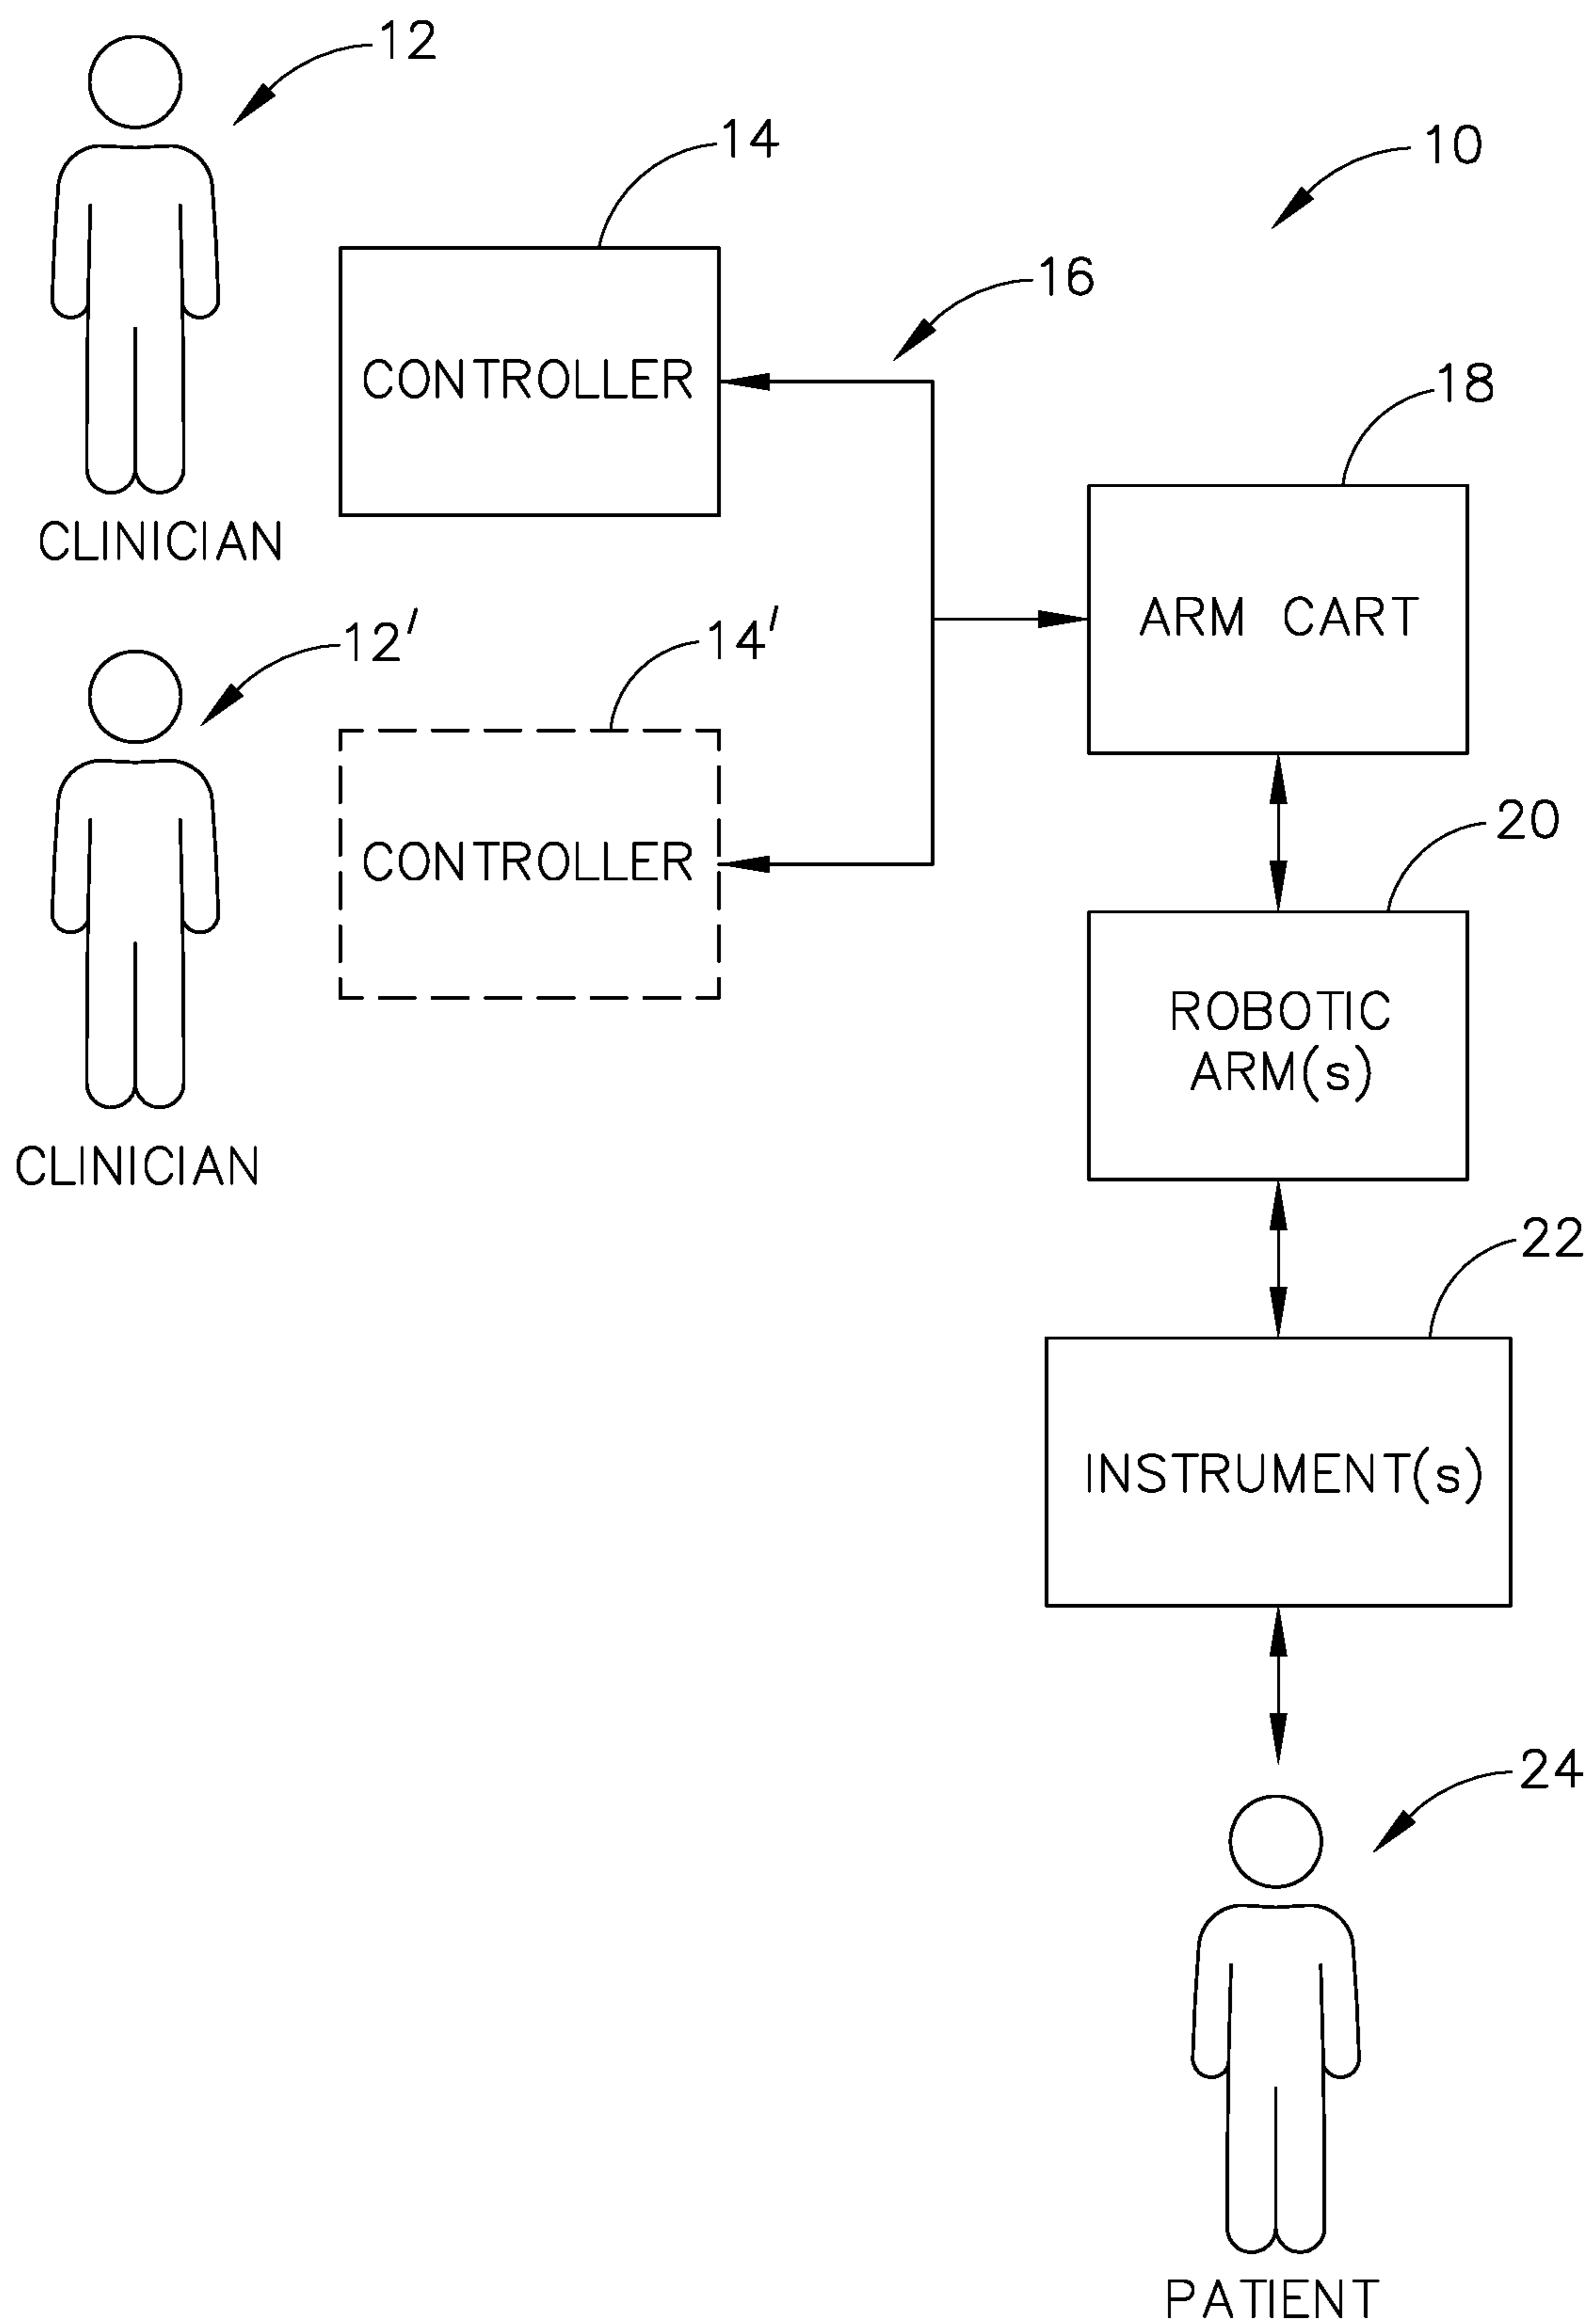 12
14
10
16
CONTROLLER
18
CLINICIAN
ARM CART
12'
14'
20
CONTROLLER
ROBOTIC
ARM(s)
CLINICIAN
22
INSTRUMENT(s)
24
PATIENT